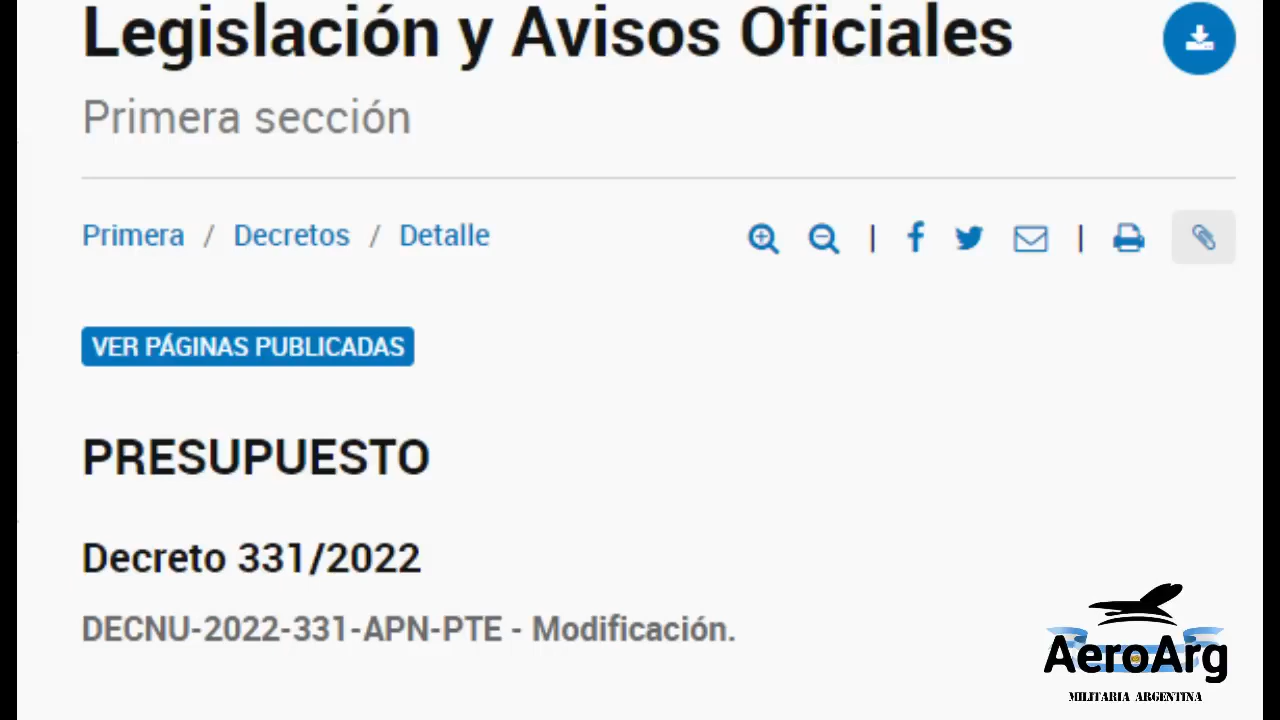 Legislación y Avisos Oficiales
Primera sección
Primera / Decretos / Detalle
VER PÁGINAS PUBLICADAS
PRESUPUESTO
Decreto 331/2022
DECNU-2022-331-APN-PTE - Modificación.
AeroArg
MILITARIA ARGENTINA